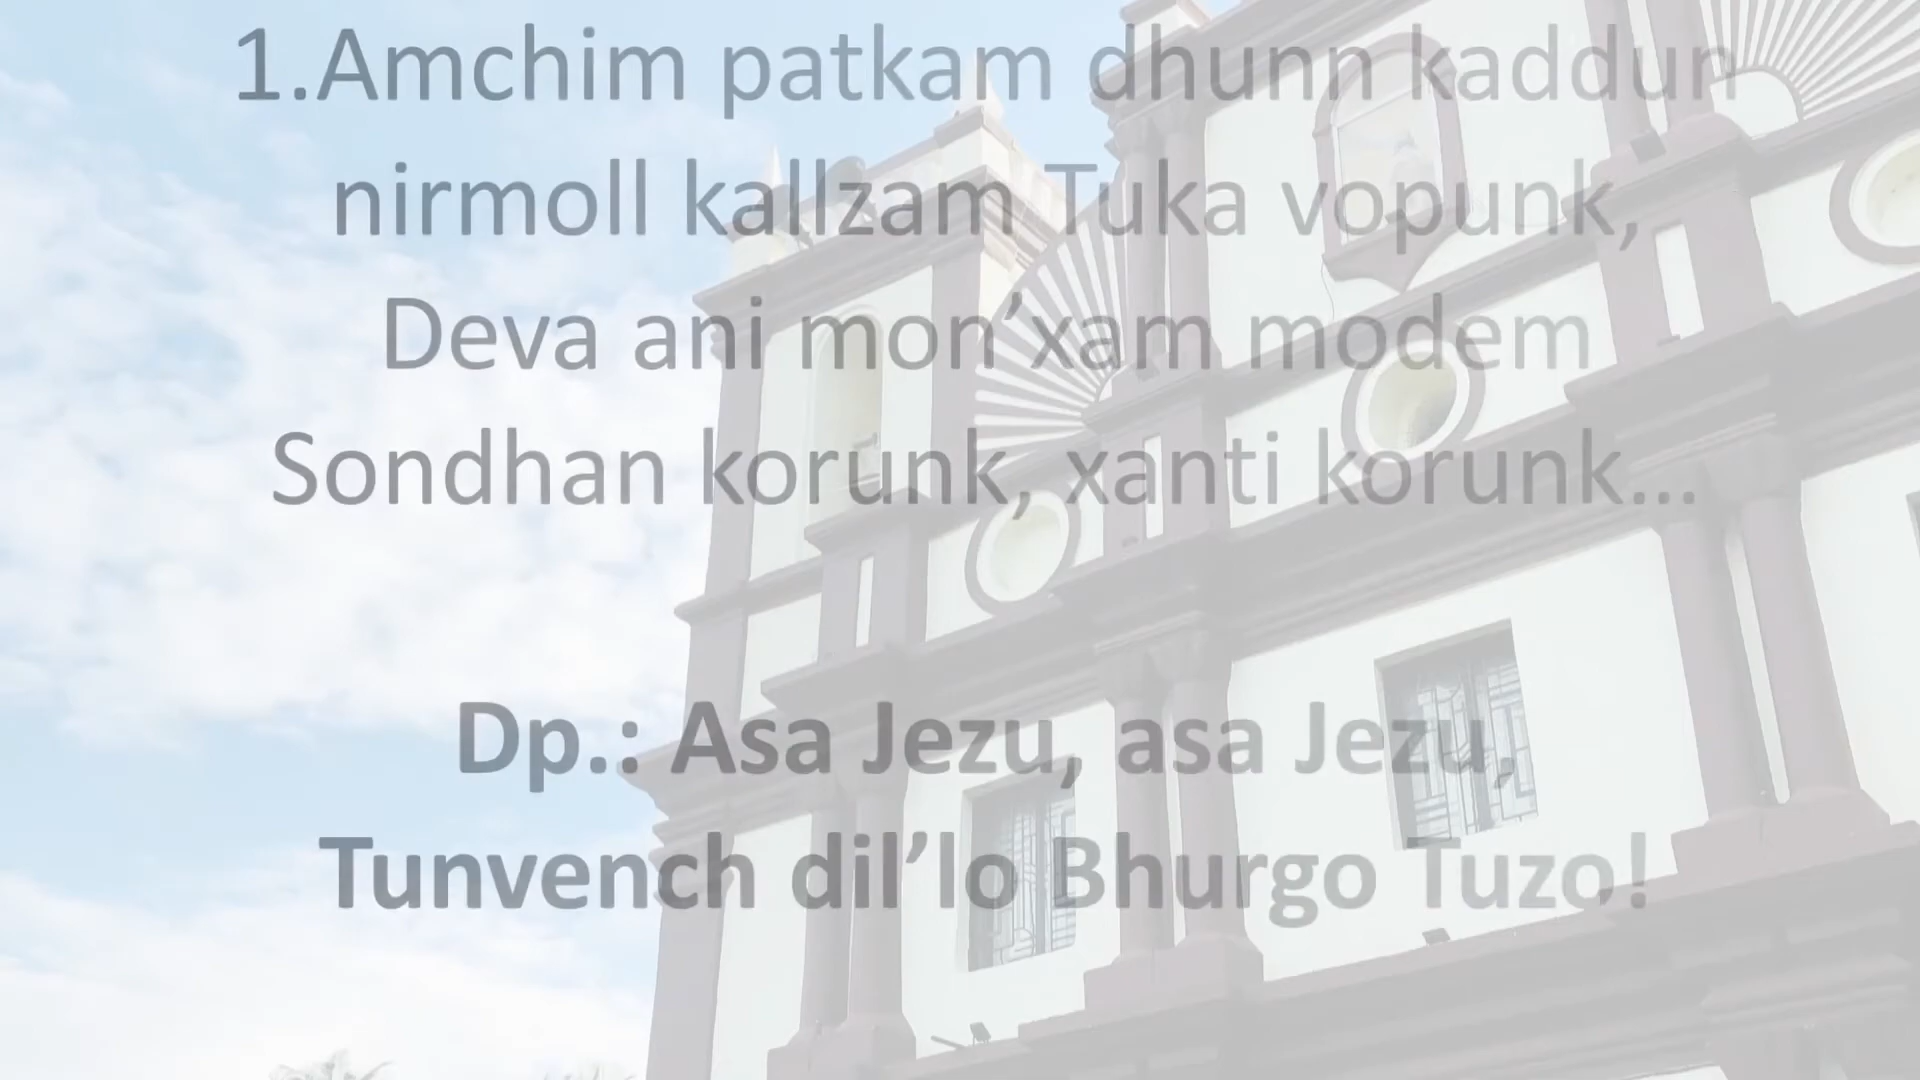 1.Amchim patkam dhunn kaddun
nirmoll kallzam Tuka vopunk,
Deva ani mon’xam modem
Sondhan korunk, xanti korunk...
Dp.: Asa Jezu, asa Jezu,
Tunvench dil’lo Bhurgo Tuzo!